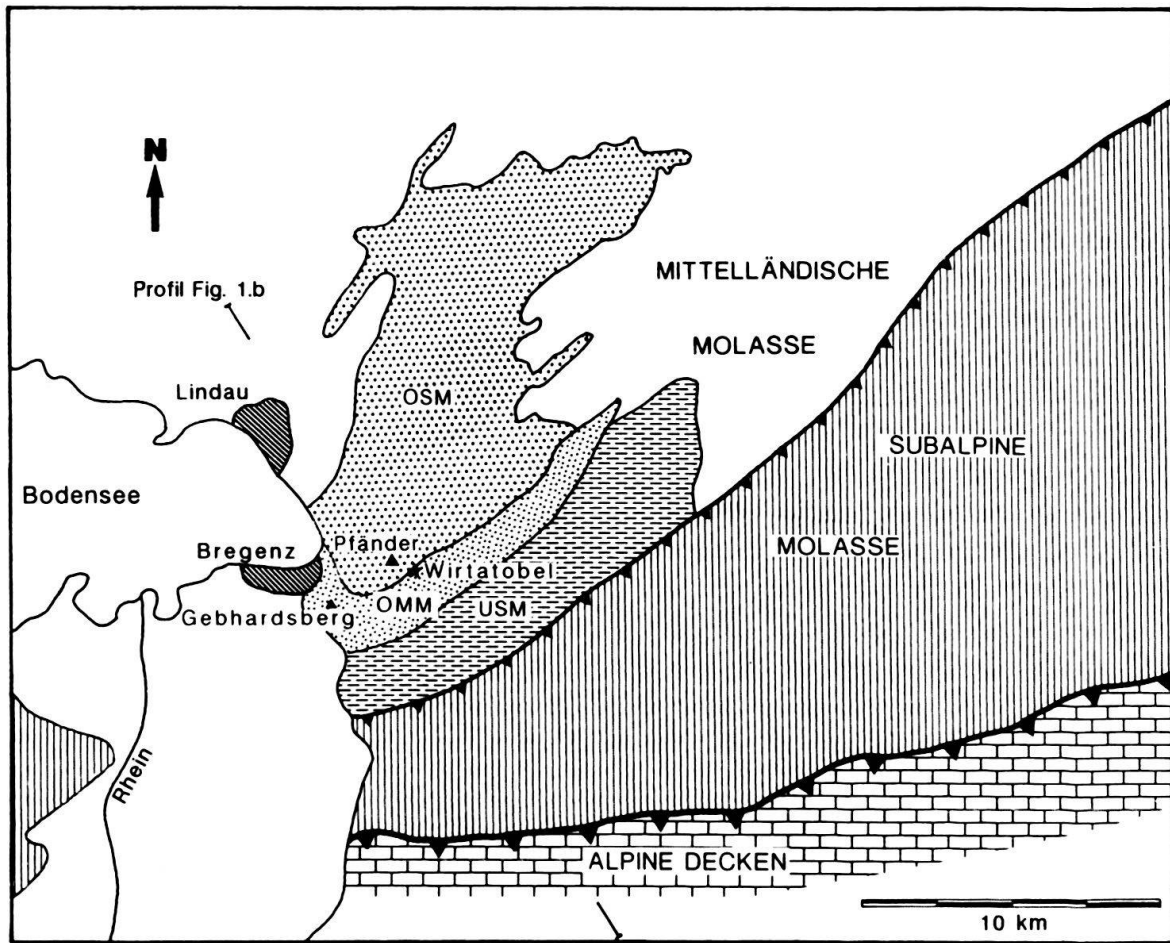 N
Profil Fig. 1.b
MITTELLÄNDISCHE
MOLASSE
Lindau
OSM
SUBALPINE
MOLASSE
Bodensee
Bregenz
Pfänder
Wirtatobel
Gebhardsberg
OMM
USM
Rhein
ALPINE DECKEN
10 km